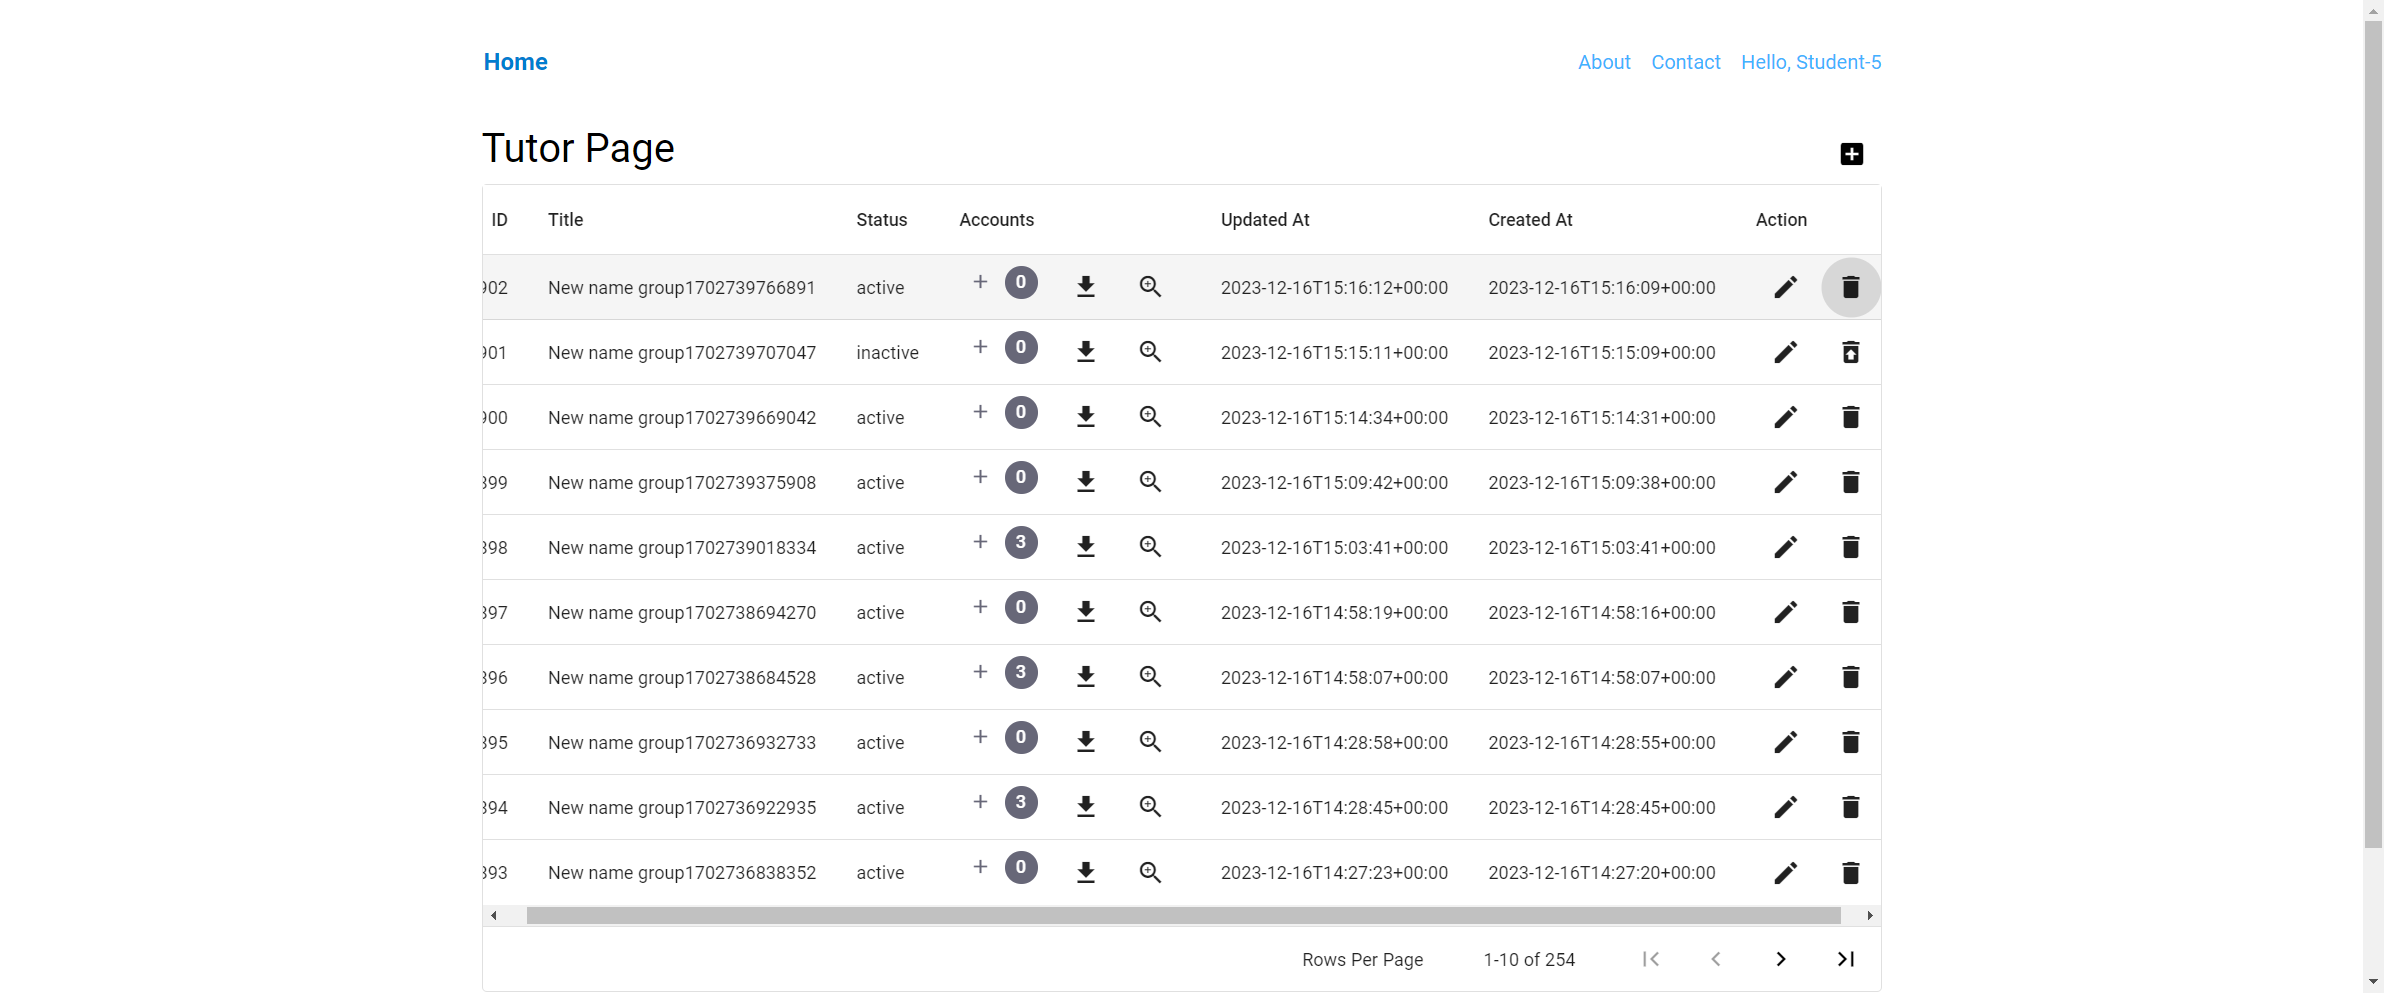 Home About Contact Hello, Student-5
Tutor Page
ID Title Status Accounts Updated At Created At Action
902 New name group1702739766891 active + 0 2023-12-16T15:16:12+00:00 2023-12-16T15:16:09+00:00
901 New name group1702739707047 inactive + 0 2023-12-16T15:15:11+00:00 2023-12-16T15:15:09+00:00
900 New name group1702739669042 active + 0 2023-12-16T15:14:34+00:00 2023-12-16T15:14:31+00:00
899 New name group1702739375908 active + 0 2023-12-16T15:09:42+00:00 2023-12-16T15:09:38+00:00
898 New name group1702739018334 active + 3 2023-12-16T15:03:41+00:00 2023-12-16T15:03:41+00:00
897 New name group1702738694270 active + 0 2023-12-16T14:58:19+00:00 2023-12-16T14:58:16+00:00
896 New name group1702738684528 active + 3 2023-12-16T14:58:07+00:00 2023-12-16T14:58:07+00:00
895 New name group1702736932733 active + 0 2023-12-16T14:28:58+00:00 2023-12-16T14:28:55+00:00
894 New name group1702736922935 active + 3 2023-12-16T14:28:45+00:00 2023-12-16T14:28:45+00:00
893 New name group1702736838352 active + 0 2023-12-16T14:27:23+00:00 2023-12-16T14:27:20+00:00
Rows Per Page 1-10 of 254